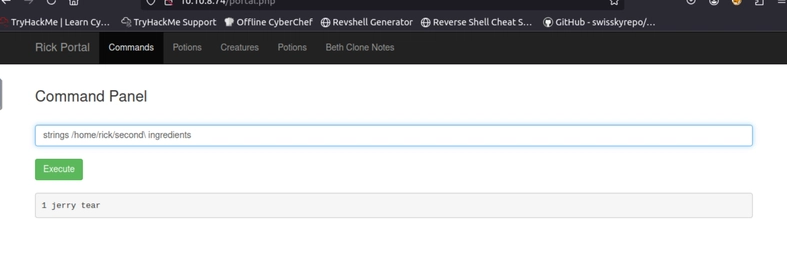 10.10.8.74/portal.php
TryHackMe | Learn Cy… TryHackMe Support Offline CyberChef Revshell Generator Reverse Shell Cheat S… GitHub - swisskyrepo/…
Rick Portal Commands Potions Creatures Potions Beth Clone Notes
Command Panel
strings /home/rick/second\ ingredients
Execute
1 jerry tear